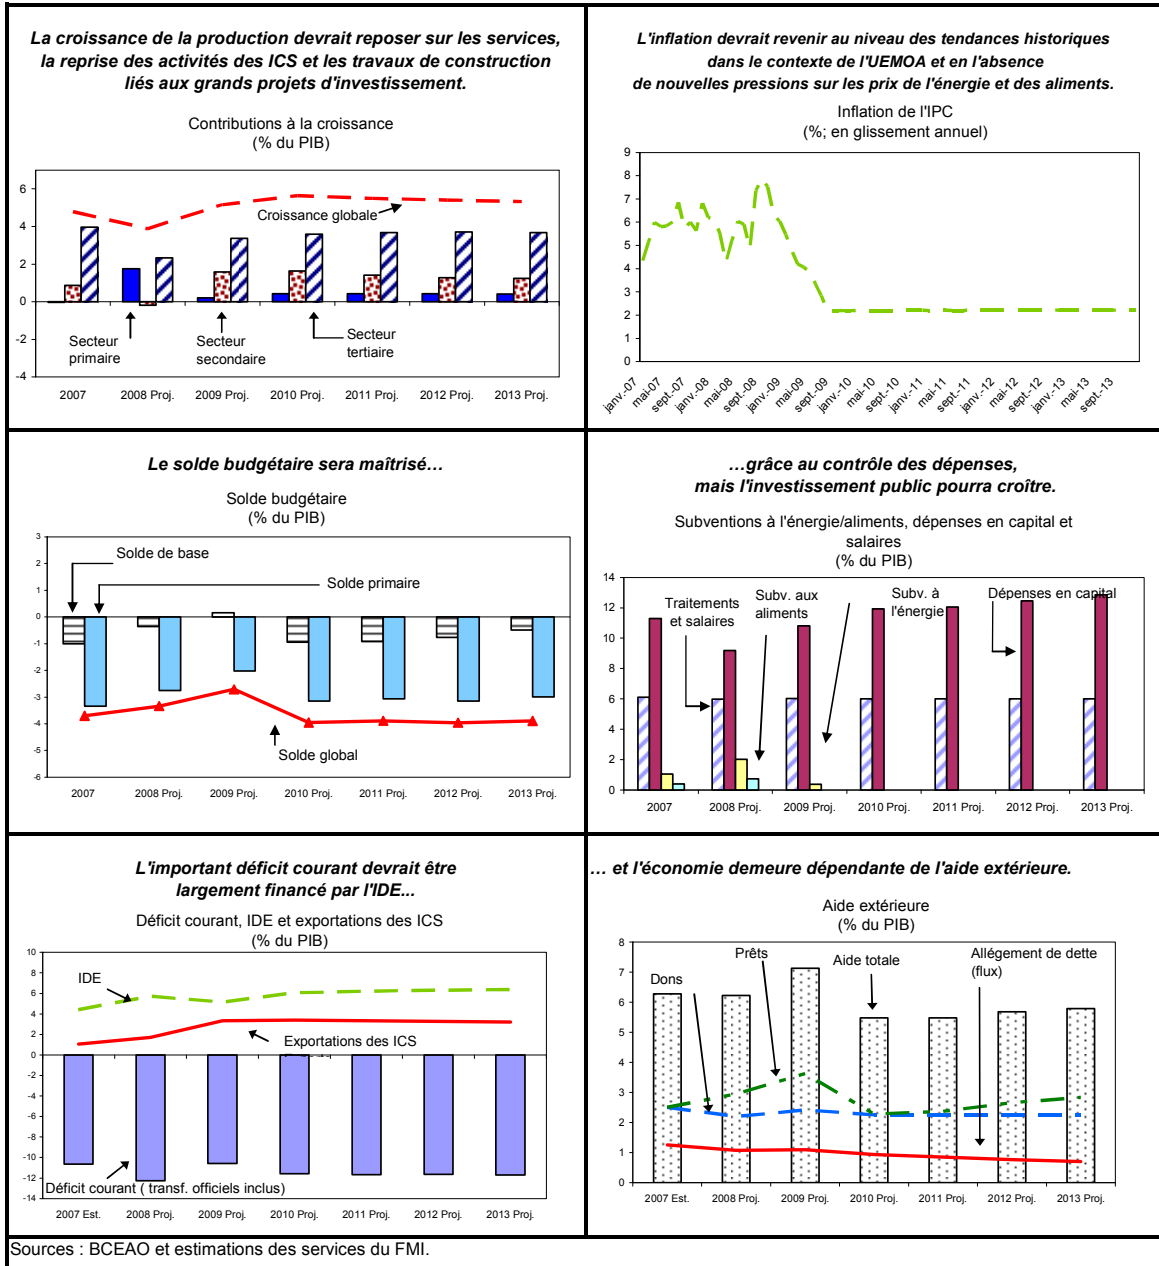 La croissance de la production devrait reposer sur les services,
la reprise des activités des ICS et les travaux de construction
liés aux grands projets d'investissement.
Contributions à la croissance
(% du PIB)
6
4
2
0
-2
-4
Croissance globale
Secteur
primaire
Secteur
secondaire
Secteur
tertiaire
2007 2008 Proj. 2009 Proj. 2010 Proj. 2011 Proj. 2012 Proj. 2013 Proj.
L'inflation devrait revenir au niveau des tendances historiques
dans le contexte de l'UEMOA et en l'absence
de nouvelles pressions sur les prix de l'énergie et des aliments.
Inflation de l'IPC
(%; en glissement annuel)
9
8
7
6
5
4
3
2
1
0
janv.-07 mai-07 sept.-07 janv.-08 mai-08 sept.-08 janv.-09 mai-09 sept.-09 janv.-10 mai-10 sept.-10 janv.-11 mai-11 sept.-11 janv.-12 mai-12 sept.-12 janv.-13 mai-13 sept.-13
Le solde budgétaire sera maîtrisé…
Solde budgétaire
(% du PIB)
3
2
1
0
-1
-2
-3
-4
-5
-6
Solde de base
Solde primaire
Solde global
2007 2008 Proj. 2009 Proj. 2010 Proj. 2011 Proj. 2012 Proj. 2013 Proj.
…grâce au contrôle des dépenses,
mais l'investissement public pourra croître.
Subventions à l'énergie/aliments, dépenses en capital et
salaires
(% du PIB)
14
12
10
8
6
4
2
0
Traitements
et salaires
Subv. aux
aliments
Subv. à
l'énergie
Dépenses en capital
2007 2008 Proj. 2009 Proj. 2010 Proj. 2011 Proj. 2012 Proj. 2013 Proj.
L'important déficit courant devrait être
largement financé par l'IDE...
Déficit courant, IDE et exportations des ICS
(% du PIB)
10
8
6
4
2
0
-2
-4
-6
-8
-10
-12
-14
IDE
Exportations des ICS
Déficit courant ( transf. officiels inclus)
2007 Est. 2008 Proj. 2009 Proj. 2010 Proj. 2011 Proj. 2012 Proj. 2013 Proj.
… et l'économie demeure dépendante de l'aide extérieure.
Aide extérieure
(% du PIB)
8
7
6
5
4
3
2
1
0
Dons
Prêts
Aide totale
Allégement de dette
(flux)
2007 Est. 2008 Proj. 2009 Proj. 2010 Proj. 2011 Proj. 2012 Proj. 2013 Proj.
Sources : BCEAO et estimations des services du FMI.